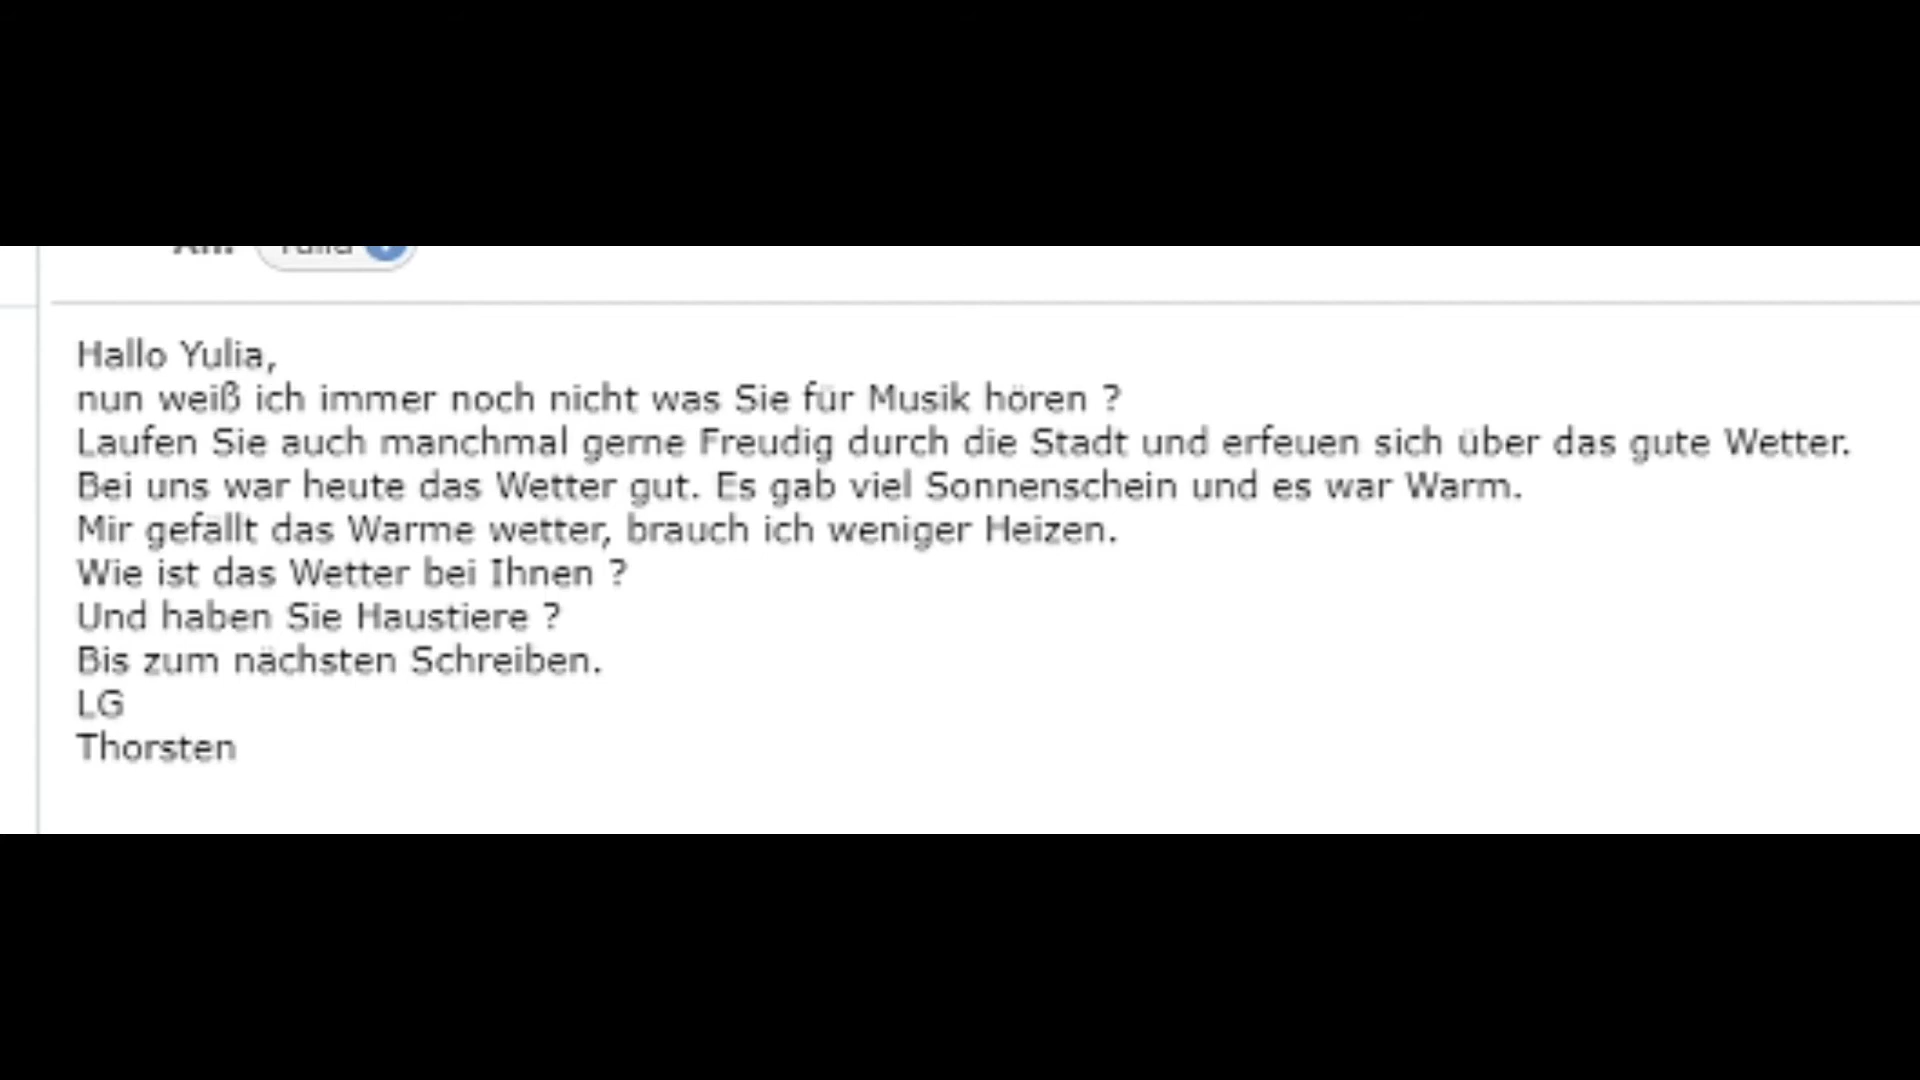 Hallo Yulia,
nun weiß ich immer noch nicht was Sie für Musik hören ?
Laufen Sie auch manchmal gerne Freudig durch die Stadt und erfeuen sich über das gute Wetter.
Bei uns war heute das Wetter gut. Es gab viel Sonnenschein und es war Warm.
Mir gefällt das Warme wetter, brauch ich weniger Heizen.
Wie ist das Wetter bei Ihnen ?
Und haben Sie Haustiere ?
Bis zum nächsten Schreiben.
LG
Thorsten